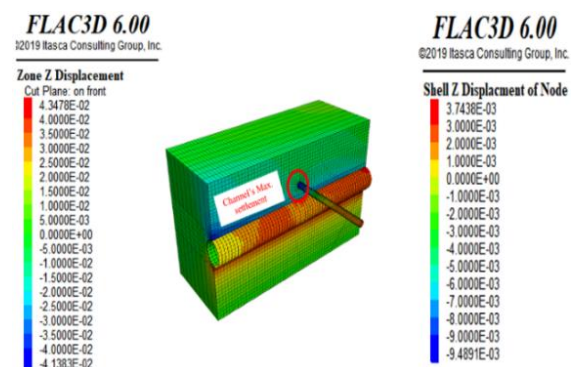 FLAC3D 6.00
©2019 Itasca Consulting Group, Inc.
Zone Z Displacement
Cut Plane: on front
4.3478E-02
4.0000E-02
3.5000E-02
3.0000E-02
2.5000E-02
2.0000E-02
1.5000E-02
1.0000E-02
5.0000E-03
0.0000E+00
-5.0000E-03
-1.0000E-02
-1.5000E-02
-2.0000E-02
-2.5000E-02
-3.0000E-02
-3.5000E-02
-4.0000E-02
-4.1383E-02
Channel's Max.
settlement
FLAC3D 6.00
©2019 Itasca Consulting Group, Inc.
Shell Z Displacment of Node
3.7438E-03
3.0000E-03
2.0000E-03
1.0000E-03
0.0000E+00
-1.0000E-03
-2.0000E-03
-3.0000E-03
-4.0000E-03
-5.0000E-03
-6.0000E-03
-7.0000E-03
-8.0000E-03
-9.0000E-03
-9.4891E-03